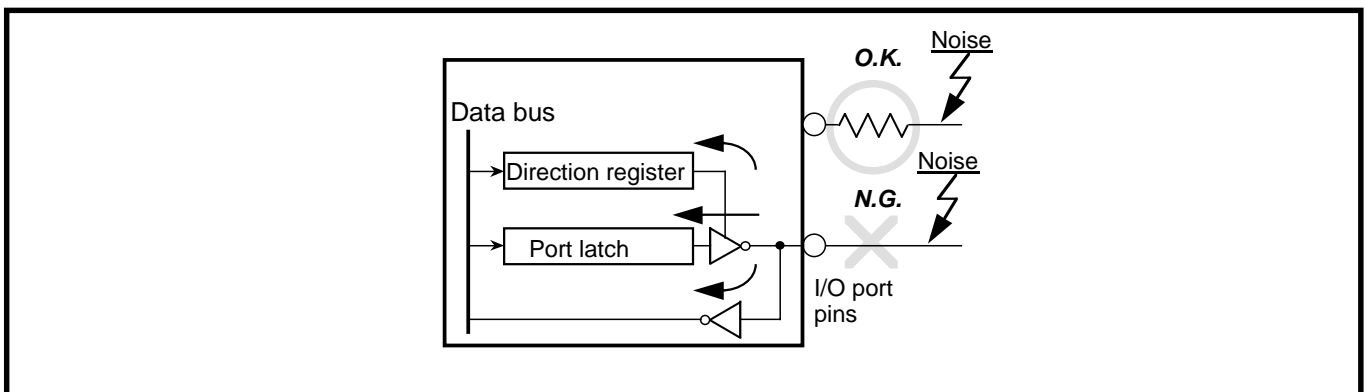 Noise
O.K.
Data bus
Direction register
Noise
N.G.
Port latch
I/O port
pins